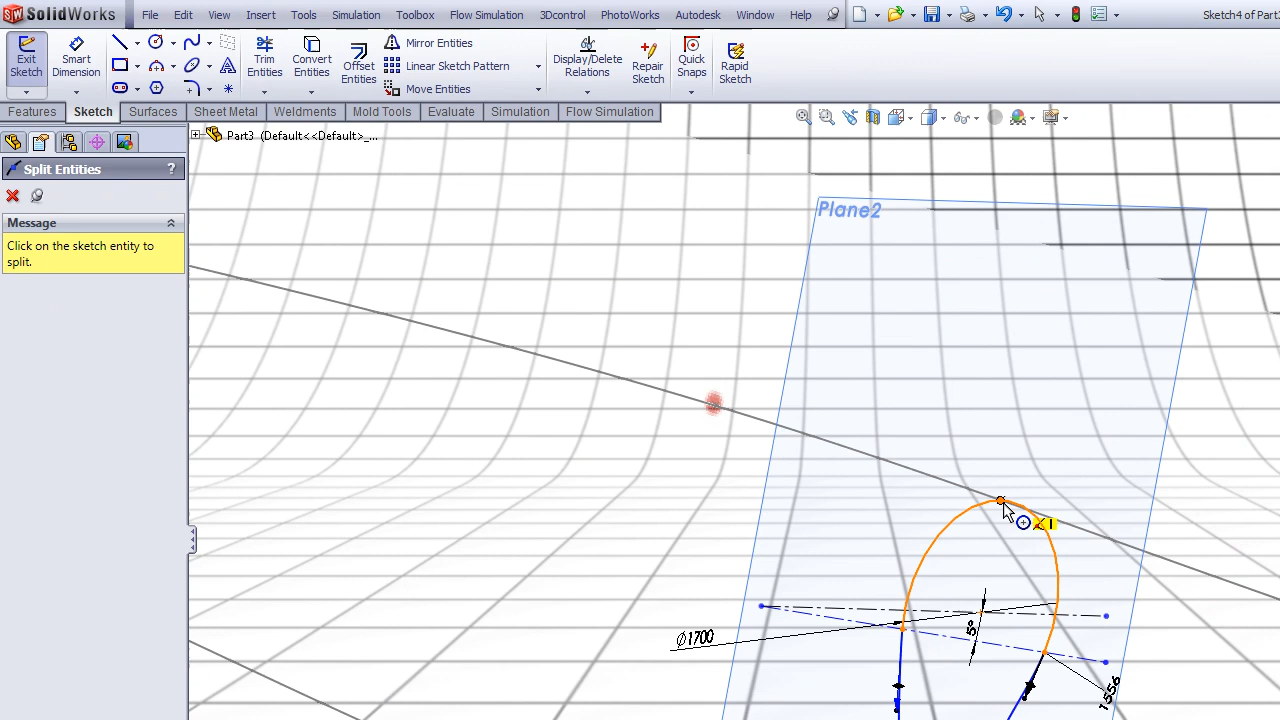 SolidWorks File Edit View Insert Tools Simulation Toolbox Flow Simulation 3Dcontrol PhotoWorks Autodesk Window Help Sketch4 of Part3
Exit Sketch
Smart Dimension
Trim Entities
Convert Entities
Offset Entities
Mirror Entities
Linear Sketch Pattern
Move Entities
Display/Delete Relations
Repair Sketch
Quick Snaps
Rapid Sketch
Features Sketch Surfaces Sheet Metal Weldments Mold Tools Evaluate Simulation Flow Simulation
Part3 (Default<<Default>_...
Split Entities ?
Message
Click on the sketch entity to
split.
Plane2
Ø1700
5°
1556